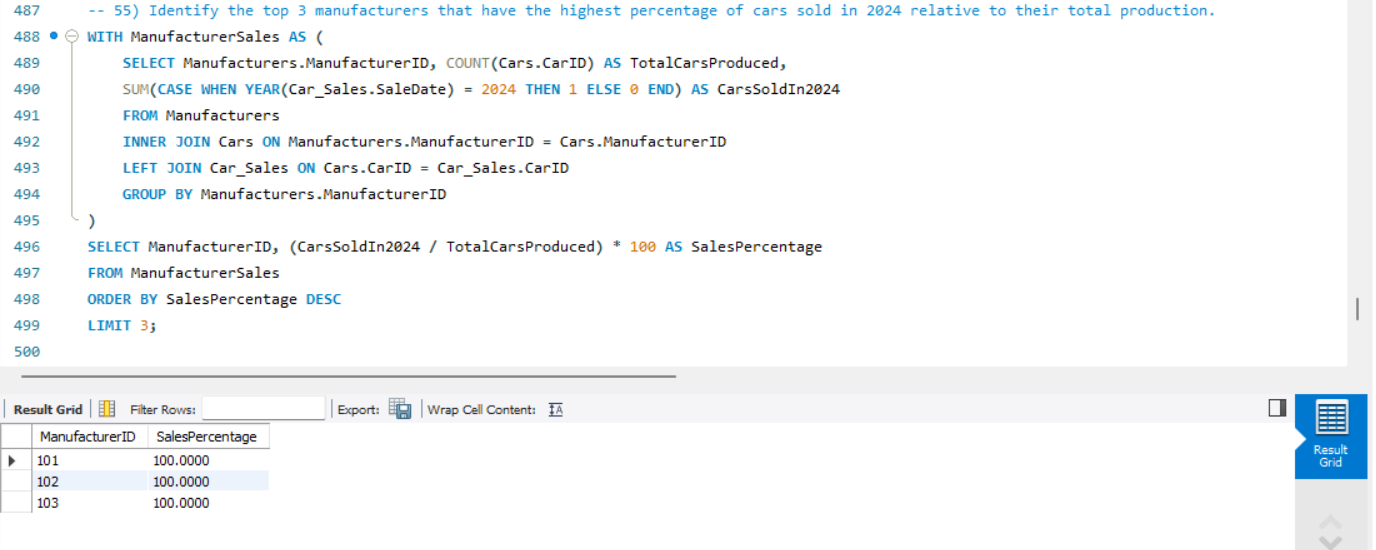 487 -- 55) Identify the top 3 manufacturers that have the highest percentage of cars sold in 2024 relative to their total production.
488 WITH ManufacturerSales AS (
489 SELECT Manufacturers.ManufacturerID, COUNT(Cars.CarID) AS TotalCarsProduced,
490 SUM(CASE WHEN YEAR(Car_Sales.SaleDate) = 2024 THEN 1 ELSE 0 END) AS CarsSoldIn2024
491 FROM Manufacturers
492 INNER JOIN Cars ON Manufacturers.ManufacturerID = Cars.ManufacturerID
493 LEFT JOIN Car_Sales ON Cars.CarID = Car_Sales.CarID
494 GROUP BY Manufacturers.ManufacturerID
495 )
496 SELECT ManufacturerID, (CarsSoldIn2024 / TotalCarsProduced) * 100 AS SalesPercentage
497 FROM ManufacturerSales
498 ORDER BY SalesPercentage DESC
499 LIMIT 3;
500
Result Grid Filter Rows: Export: Wrap Cell Content: IA
ManufacturerID SalesPercentage
101 100.0000
102 100.0000
103 100.0000
Result
Grid